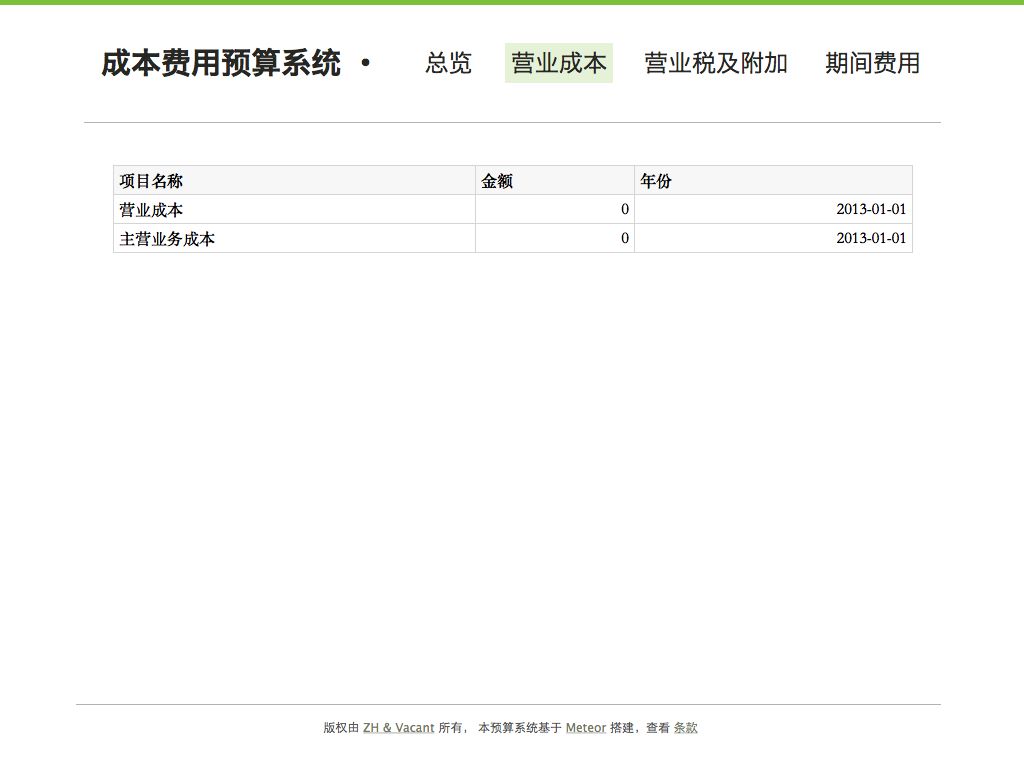 成本费用预算系统 • 总览 营业成本 营业税及附加 期间费用
项目名称 金额 年份
营业成本 0 2013-01-01
主营业务成本 0 2013-01-01
版权由 ZH & Vacant 所有， 本预算系统基于 Meteor 搭建，查看 条款